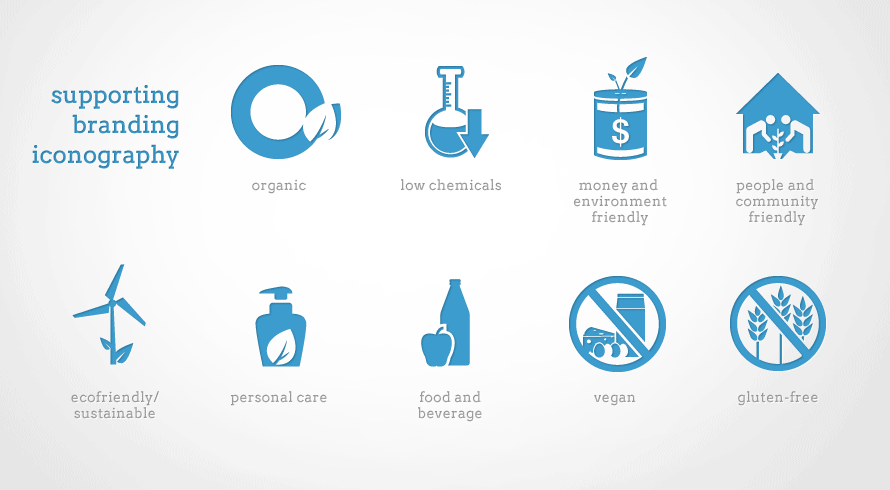 supporting
branding
iconography
organic
low chemicals
money and
environment
friendly
$
people and
community
friendly
ecofriendly/
sustainable
personal care
food and
beverage
vegan
gluten-free